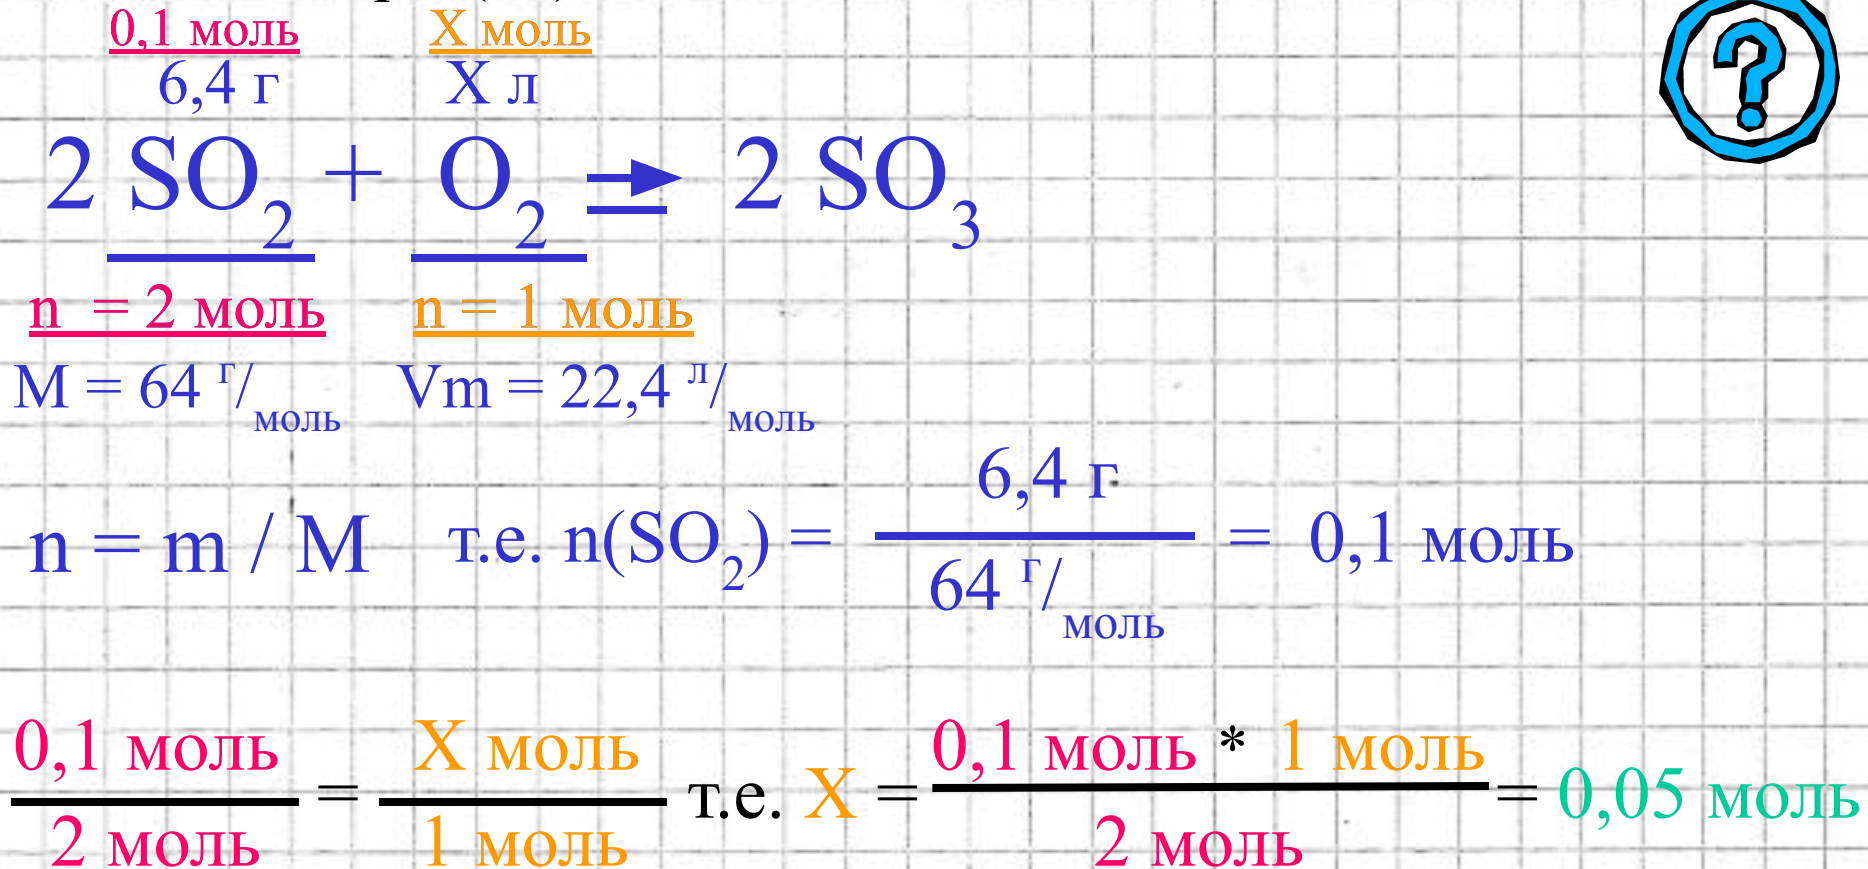 0,1 моль X моль
6,4 г X л
2 SO2 + O2 → 2 SO3
n = 2 моль n = 1 моль
M = 64 г/моль Vm = 22,4 л/моль
n = m / M т.е. n(SO2) = 6,4 г / 64 г/моль = 0,1 моль
0,1 моль / 2 моль = X моль / 1 моль т.е. X = 0,1 моль * 1 моль / 2 моль = 0,05 моль
?